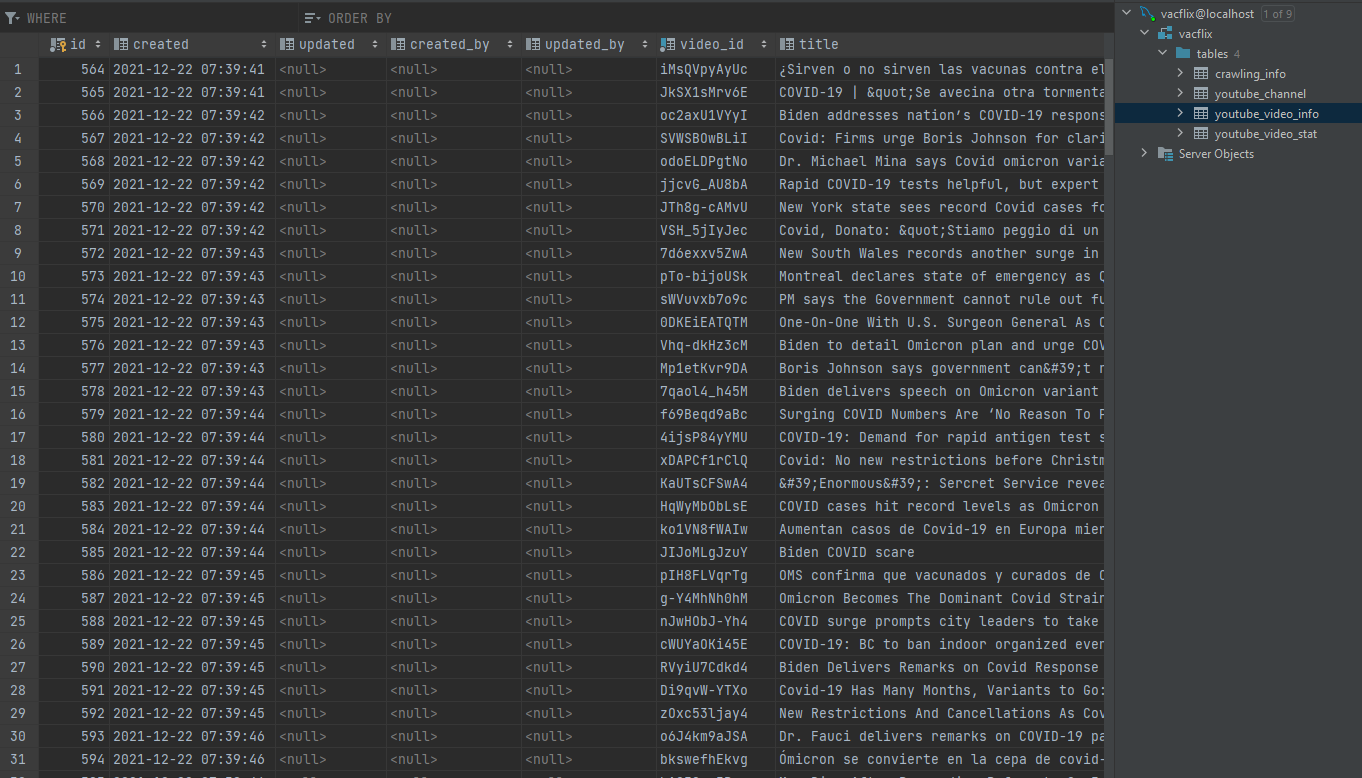 WHERE ORDER BY
id created updated created_by updated_by video_id title
1 564 2021-12-22 07:39:41 <null> <null> <null> iMsQVpyAyUc ¿Sirven o no sirven las vacunas contra el
2 565 2021-12-22 07:39:41 <null> <null> <null> JkSX1sMrv6E COVID-19 | &quot;Se avecina otra tormenta
3 566 2021-12-22 07:39:42 <null> <null> <null> oc2axU1VYyI Biden addresses nation’s COVID-19 respons
4 567 2021-12-22 07:39:42 <null> <null> <null> SVWSB0wBLiI Covid: Firms urge Boris Johnson for clari
5 568 2021-12-22 07:39:42 <null> <null> <null> odoELDPgtNo Dr. Michael Mina says Covid omicron varia
6 569 2021-12-22 07:39:42 <null> <null> <null> jjcvG_AU8bA Rapid COVID-19 tests helpful, but expert
7 570 2021-12-22 07:39:42 <null> <null> <null> JTh8g-cAMvU New York state sees record Covid cases fo
8 571 2021-12-22 07:39:42 <null> <null> <null> VSH_5jIyJec Covid, Donato: &quot;Stiamo peggio di un
9 572 2021-12-22 07:39:43 <null> <null> <null> 7d6exxv5ZwA New South Wales records another surge in
10 573 2021-12-22 07:39:43 <null> <null> <null> pTo-bijoUSk Montreal declares state of emergency as
11 574 2021-12-22 07:39:43 <null> <null> <null> sWVuvxb7o9c PM says the Government cannot rule out fu
12 575 2021-12-22 07:39:43 <null> <null> <null> 0DKEiEATQTM One-On-One With U.S. Surgeon General As
13 576 2021-12-22 07:39:43 <null> <null> <null> Vhq-dkHz3cM Biden to detail Omicron plan and urge COV
14 577 2021-12-22 07:39:43 <null> <null> <null> Mp1etKvr9DA Boris Johnson says government can&#39;t
15 578 2021-12-22 07:39:43 <null> <null> <null> 7qaol4_h45M Biden delivers speech on Omicron variant
16 579 2021-12-22 07:39:44 <null> <null> <null> f69Beqd9aBc Surging COVID Numbers Are ‘No Reason To
17 580 2021-12-22 07:39:44 <null> <null> <null> 4ijsP84yYMU COVID-19: Demand for rapid antigen test s
18 581 2021-12-22 07:39:44 <null> <null> <null> xDAPCf1rClQ Covid: No new restrictions before Christm
19 582 2021-12-22 07:39:44 <null> <null> <null> KaUTsCFSwA4 &#39;Enormous&#39;: Sercret Service revea
20 583 2021-12-22 07:39:44 <null> <null> <null> HqWyMbObLsE COVID cases hit record levels as Omicron
21 584 2021-12-22 07:39:44 <null> <null> <null> ko1VN8fWAIw Aumentan casos de Covid-19 en Europa mien
22 585 2021-12-22 07:39:44 <null> <null> <null> JIJoMLgJzuY Biden COVID scare
23 586 2021-12-22 07:39:45 <null> <null> <null> pIH8FLVqrTg OMS confirma que vacunados y curados de
24 587 2021-12-22 07:39:45 <null> <null> <null> g-Y4MhNh0hM Omicron Becomes The Dominant Covid Strain
25 588 2021-12-22 07:39:45 <null> <null> <null> nJwHObJ-Yh4 COVID surge prompts city leaders to take
26 589 2021-12-22 07:39:45 <null> <null> <null> cWUYaOKi45E COVID-19: BC to ban indoor organized even
27 590 2021-12-22 07:39:45 <null> <null> <null> RVyiU7Cdkd4 Biden Delivers Remarks on Covid Response
28 591 2021-12-22 07:39:45 <null> <null> <null> Di9qvW-YTXo Covid-19 Has Many Months, Variants to Go:
29 592 2021-12-22 07:39:45 <null> <null> <null> zOxc53ljay4 New Restrictions And Cancellations As Cov
30 593 2021-12-22 07:39:46 <null> <null> <null> o6J4km9aJSA Dr. Fauci delivers remarks on COVID-19 pa
31 594 2021-12-22 07:39:46 <null> <null> <null> bkswefhEkvg Ómicron se convierte en la cepa de covid-
vacflix@localhost 1 of 9
vacflix
tables 4
crawling_info
youtube_channel
youtube_video_info
youtube_video_stat
Server Objects